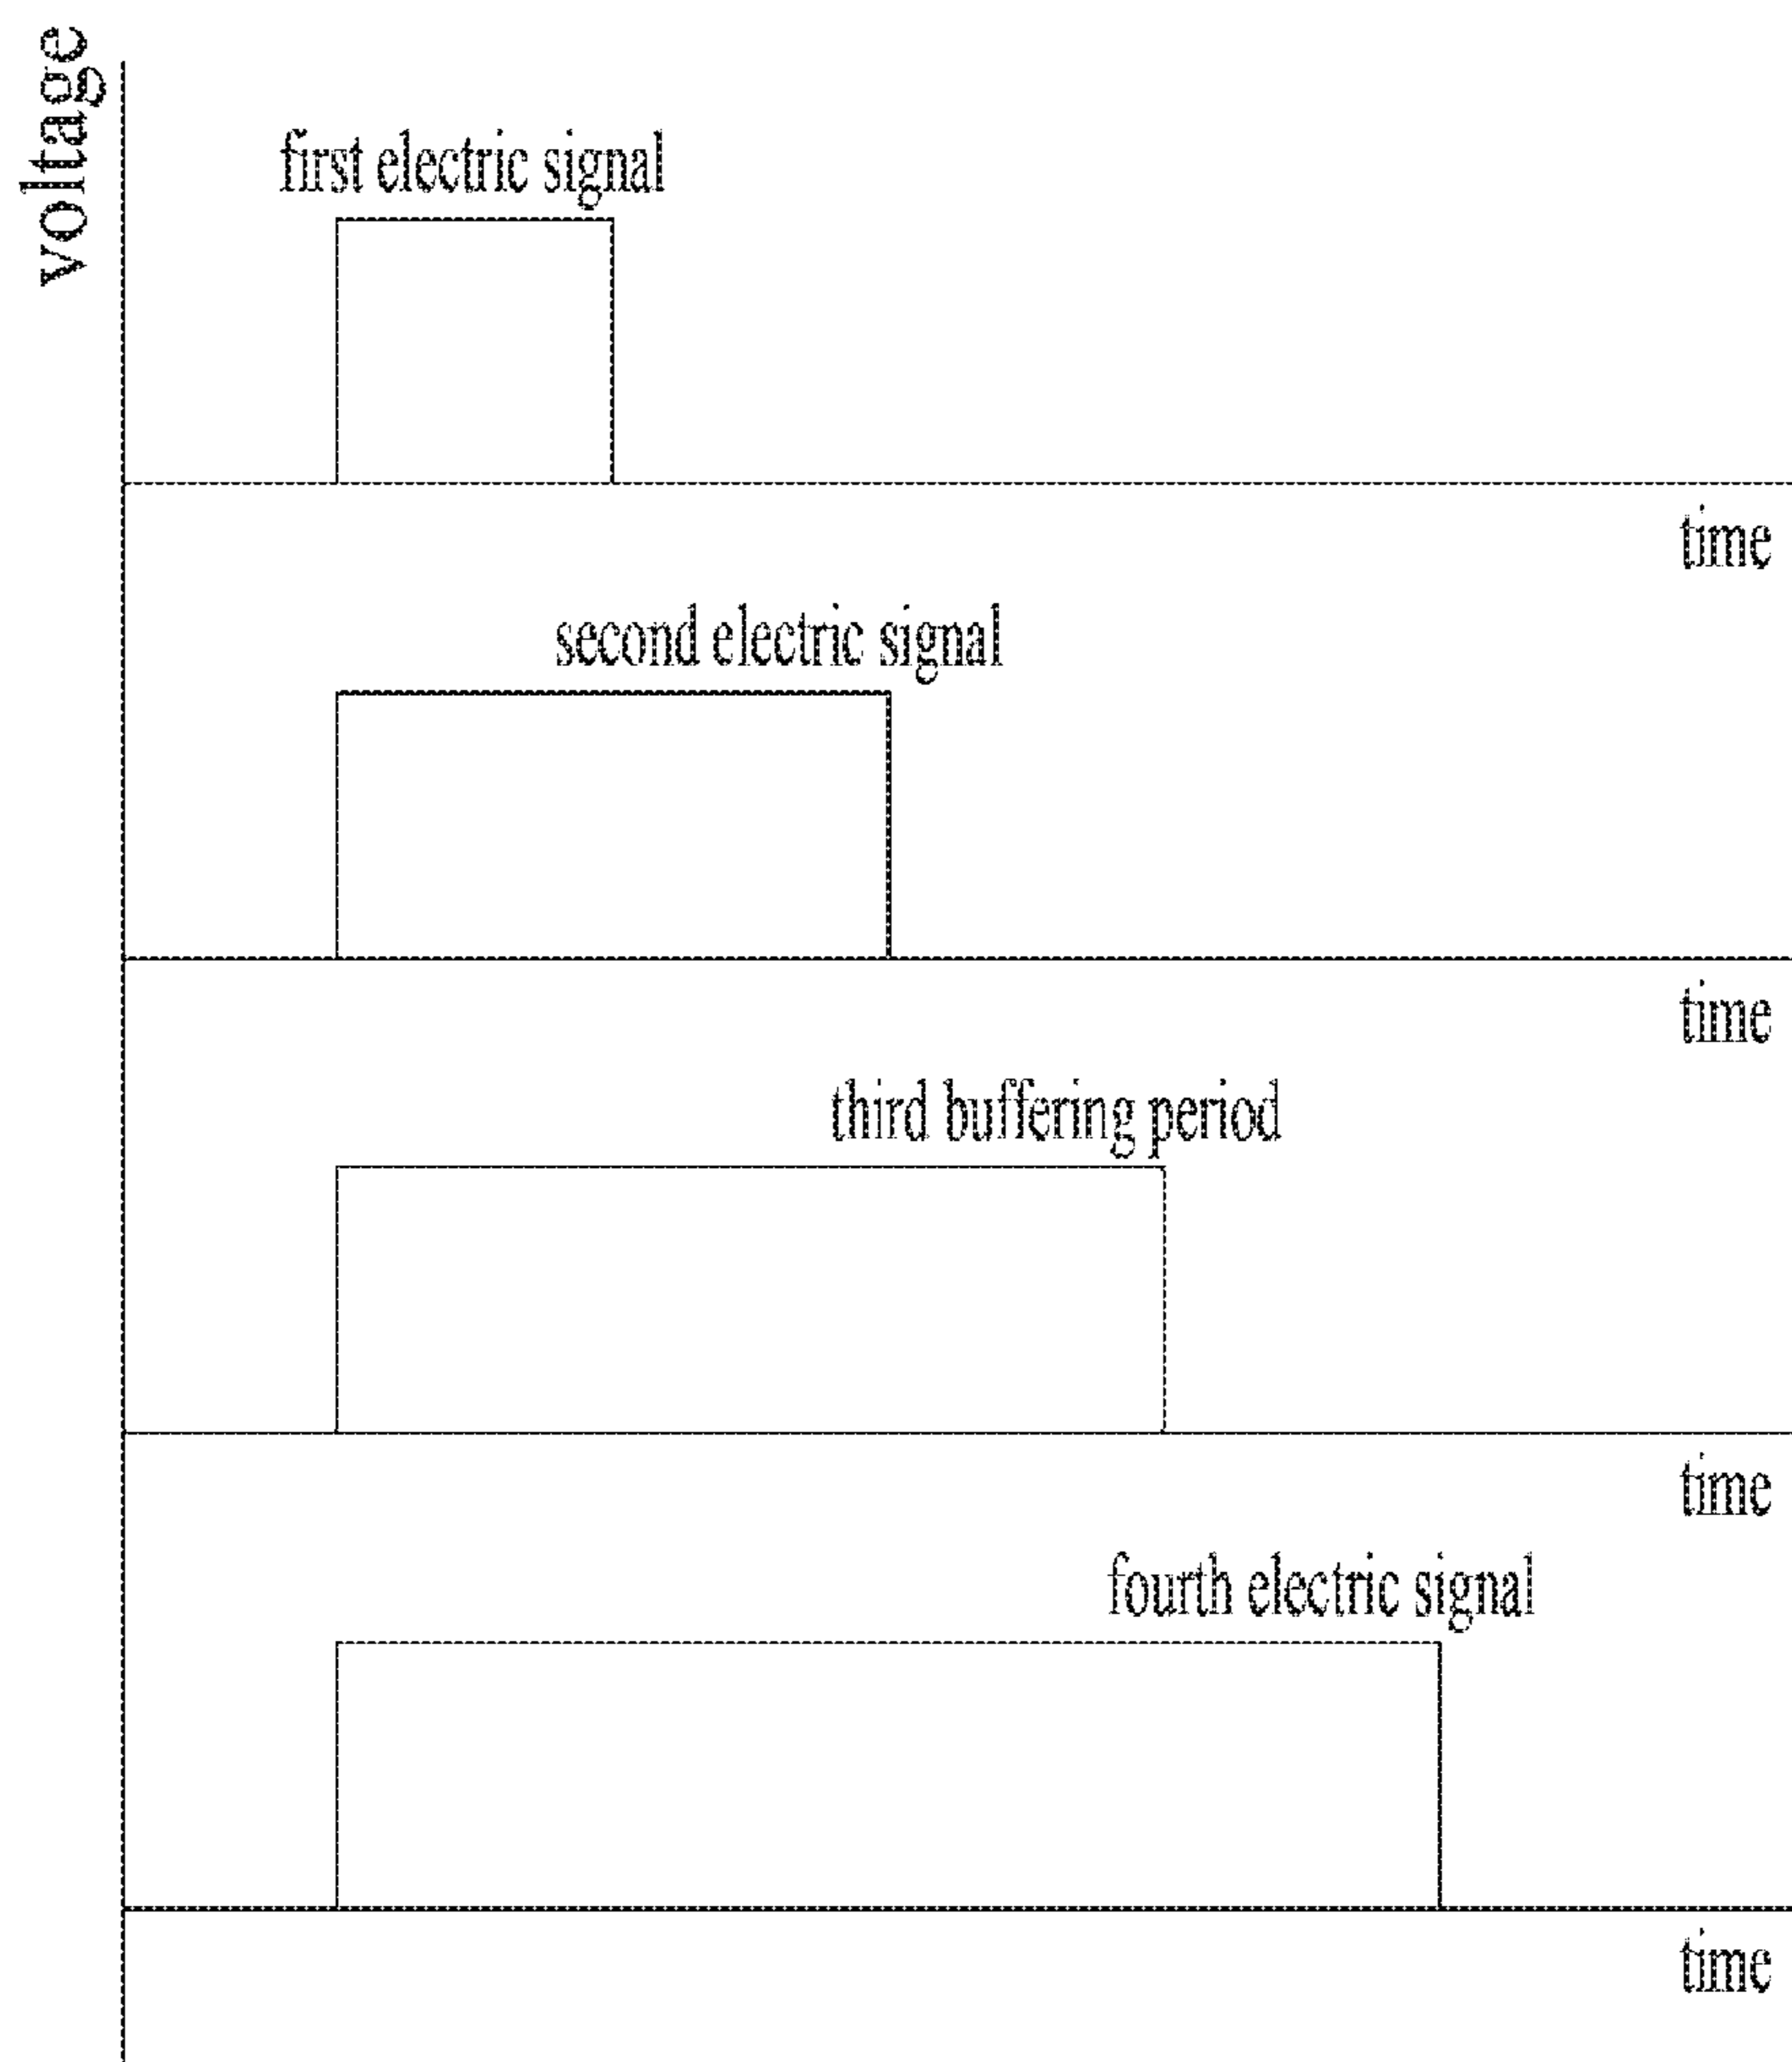 voltage
first electric signal
time
second electric signal
time
third buffering period
time
fourth electric signal
time